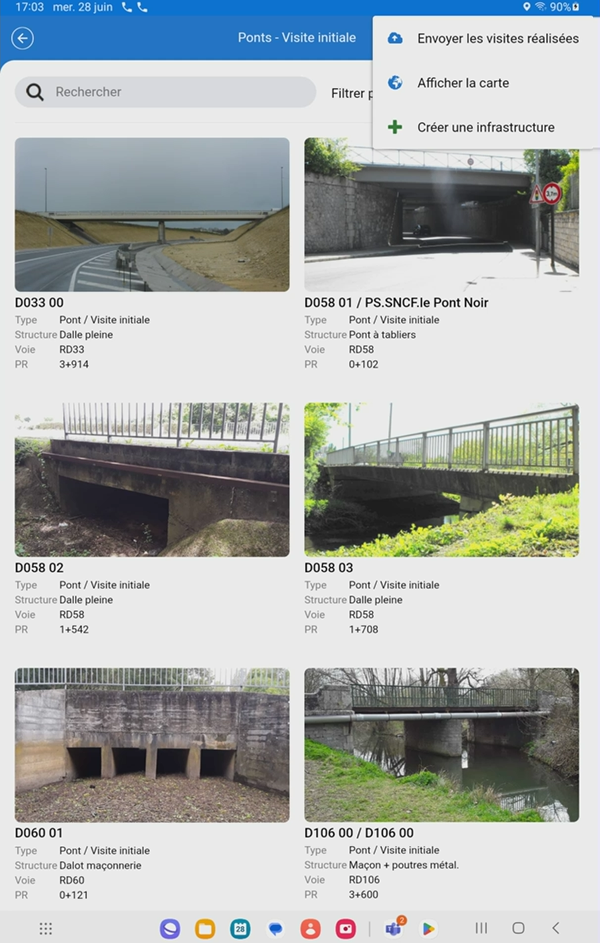 17:03 mer. 28 juin 90%
Ponts - Visite initiale
Envoyer les visites réalisées
Afficher la carte
Créer une infrastructure
Rechercher
Filtrer
D033 00
Type Pont / Visite initiale
Structure Dalle pleine
Voie RD33
PR 3+914
D058 01 / PS.SNCF.le Pont Noir
Type Pont / Visite initiale
Structure Pont à tabliers
Voie RD58
PR 0+102
D058 02
Type Pont / Visite initiale
Structure Dalle pleine
Voie RD58
PR 1+542
D058 03
Type Pont / Visite initiale
Structure Dalle pleine
Voie RD58
PR 1+708
D060 01
Type Pont / Visite initiale
Structure Dalot maçonnerie
Voie RD60
PR 0+121
D106 00 / D106 00
Type Pont / Visite initiale
Structure Maçon + poutres métal.
Voie RD106
PR 3+600
28
2